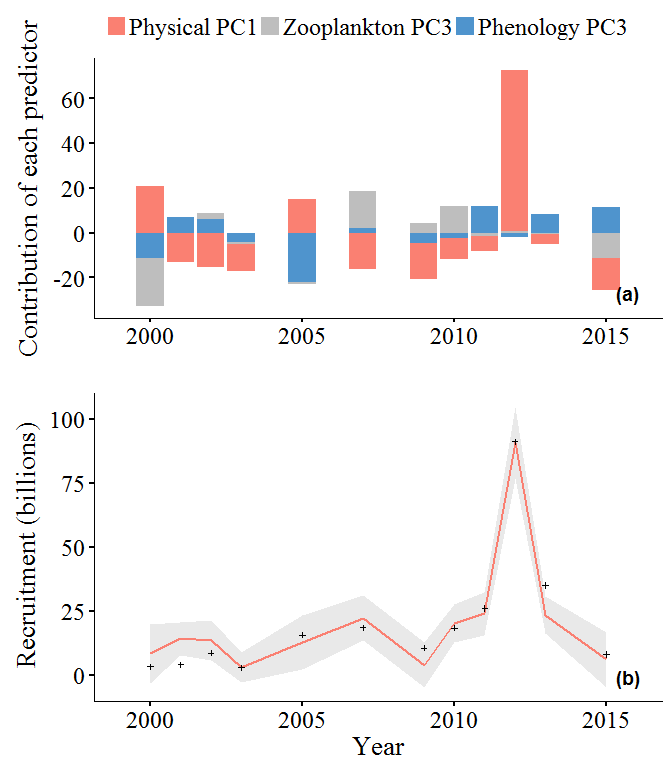 Physical PC1 Zooplankton PC3 Phenology PC3
Contribution of each predictor
60
40
20
0
-20
(a)
2000 2005 2010 2015
Recruitment (billions)
100
75
50
25
0
(b)
2000 2005 2010 2015
Year